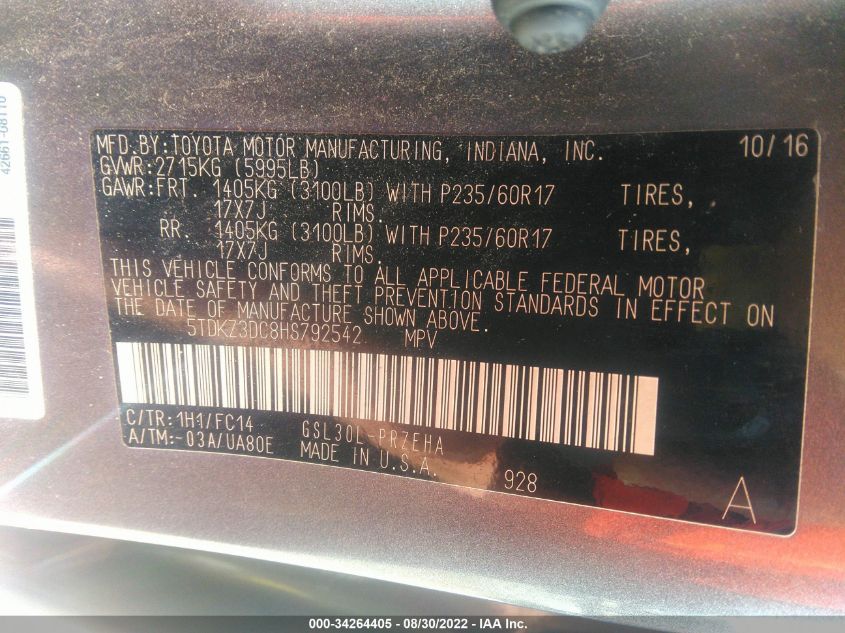 42661-08110
MFD.BY:TOYOTA MOTOR MANUFACTURING, INDIANA, INC. 10/16
GVWR:2715KG (5995LB)
GAWR:FRT. 1405KG (3100LB) WITH P235/60R17 TIRES,
17X7J RIMS.
RR. 1405KG (3100LB) WITH P235/60R17 TIRES,
17X7J RIMS.
THIS VEHICLE CONFORMS TO ALL APPLICABLE FEDERAL MOTOR
VEHICLE SAFETY AND THEFT PREVENTION STANDARDS IN EFFECT ON
THE DATE OF MANUFACTURE SHOWN ABOVE.
5TDKZ3DC8HS792542 MPV
C/TR:1H1/FC14 GSL30L-PRZEHA
A/TM:-03A/UA80E MADE IN U.S.A.
928
A
000-34264405 - 08/30/2022 - IAA Inc.